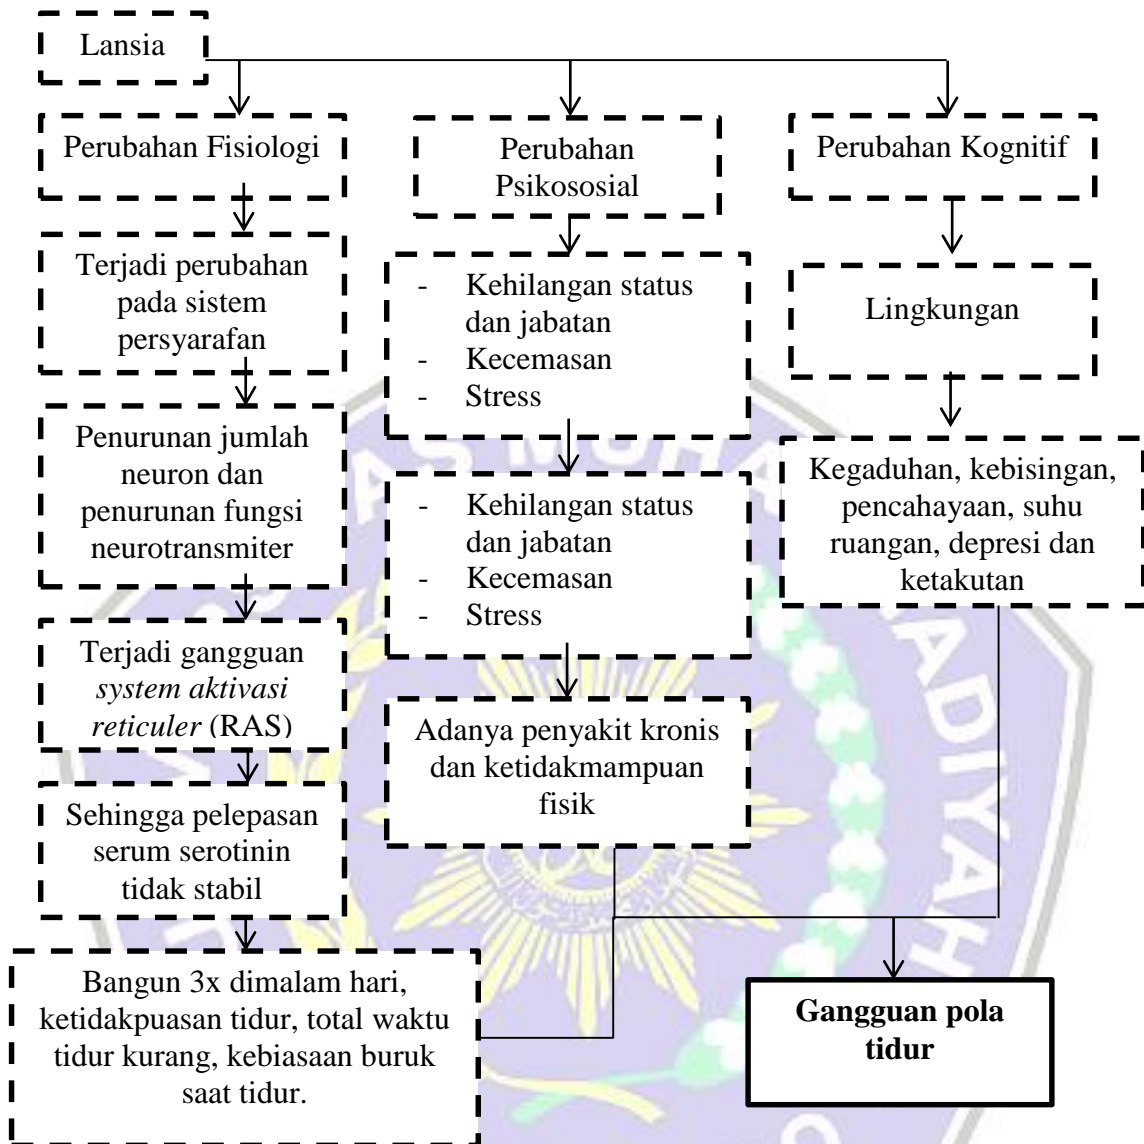 Lansia
Perubahan Fisiologi
Perubahan
Psikososial
Perubahan Kognitif
Terjadi perubahan
pada sistem
persyarafan
- Kehilangan status
dan jabatan
- Kecemasan
- Stress
Lingkungan
Penurunan jumlah
neuron dan
penurunan fungsi
neurotransmiter
- Kehilangan status
dan jabatan
- Kecemasan
- Stress
Kegaduhan, kebisingan,
pencahayaan, suhu
ruangan, depresi dan
ketakutan
Terjadi gangguan
system aktivasi
reticuler (RAS)
Adanya penyakit kronis
dan ketidakmampuan
fisik
Sehingga pelepasan
serum serotinin
tidak stabil
Bangun 3x dimalam hari,
ketidakpuasan tidur, total waktu
tidur kurang, kebiasaan buruk
saat tidur.
Gangguan pola
tidur